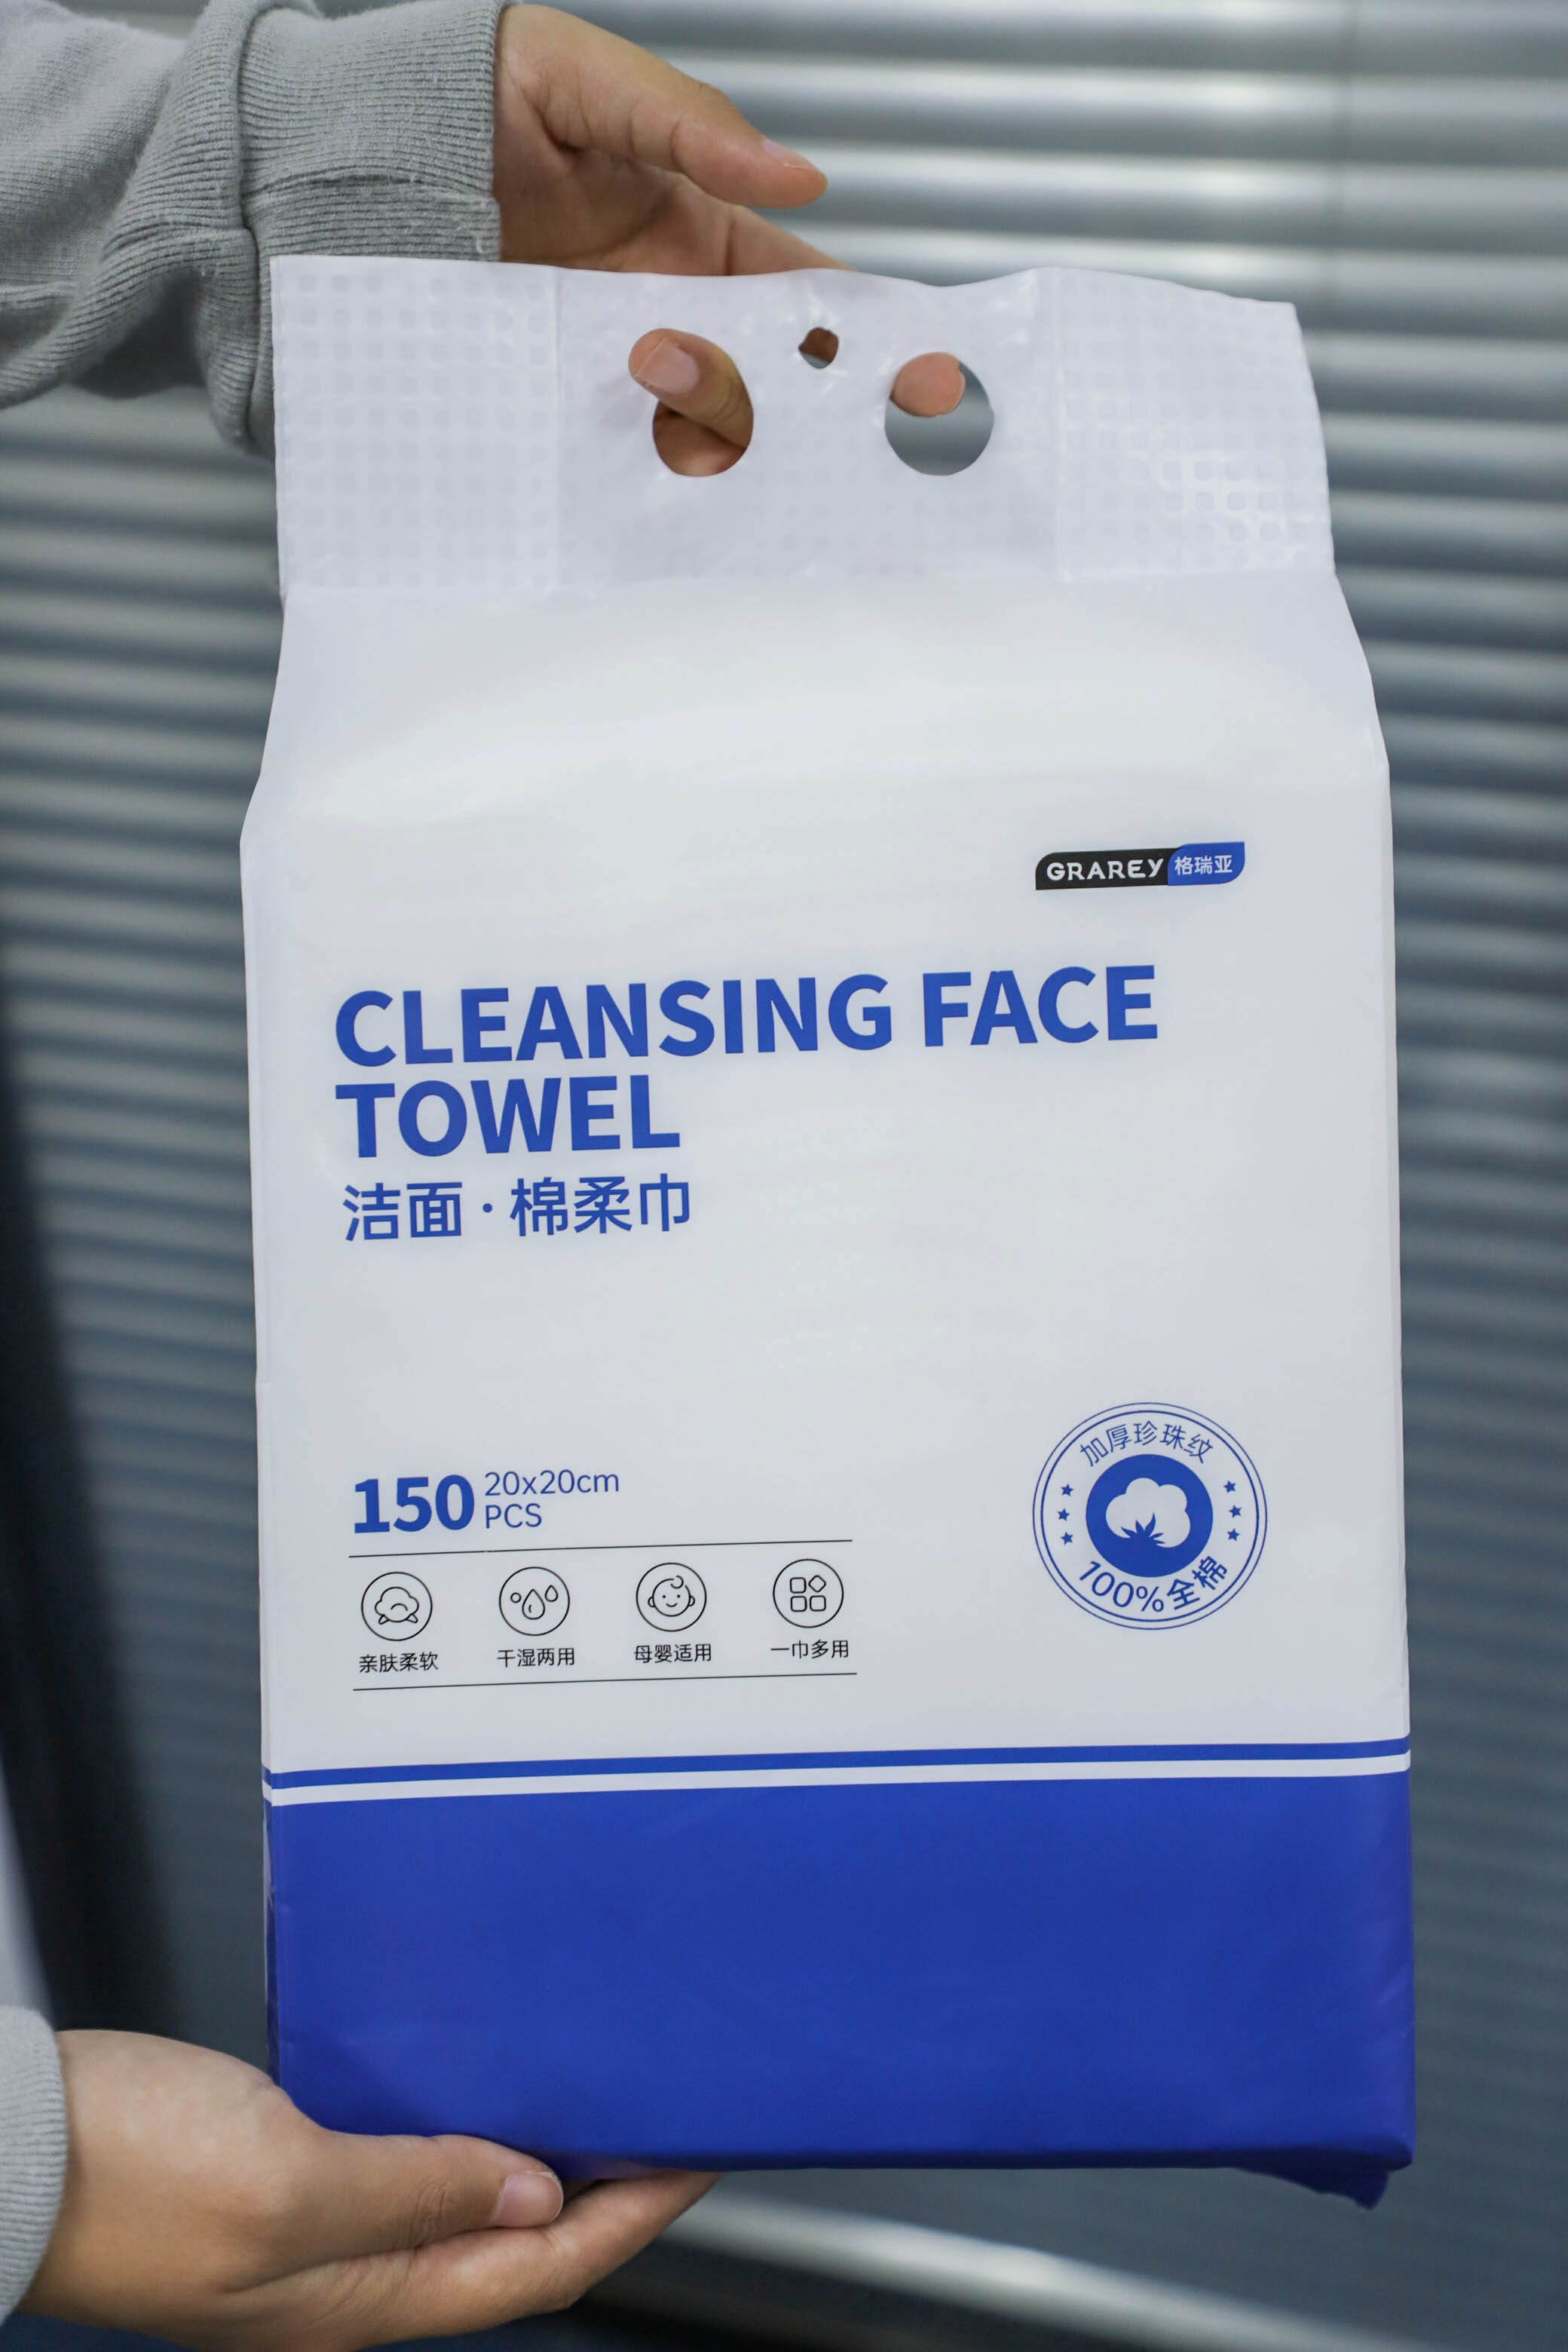 GRAREY 格瑞亚
CLEANSING FACE
TOWEL
洁面·棉柔巾
150 20x20cm
PCS
亲肤柔软 干湿两用 母婴适用 一巾多用
加厚珍珠纹
100%全棉